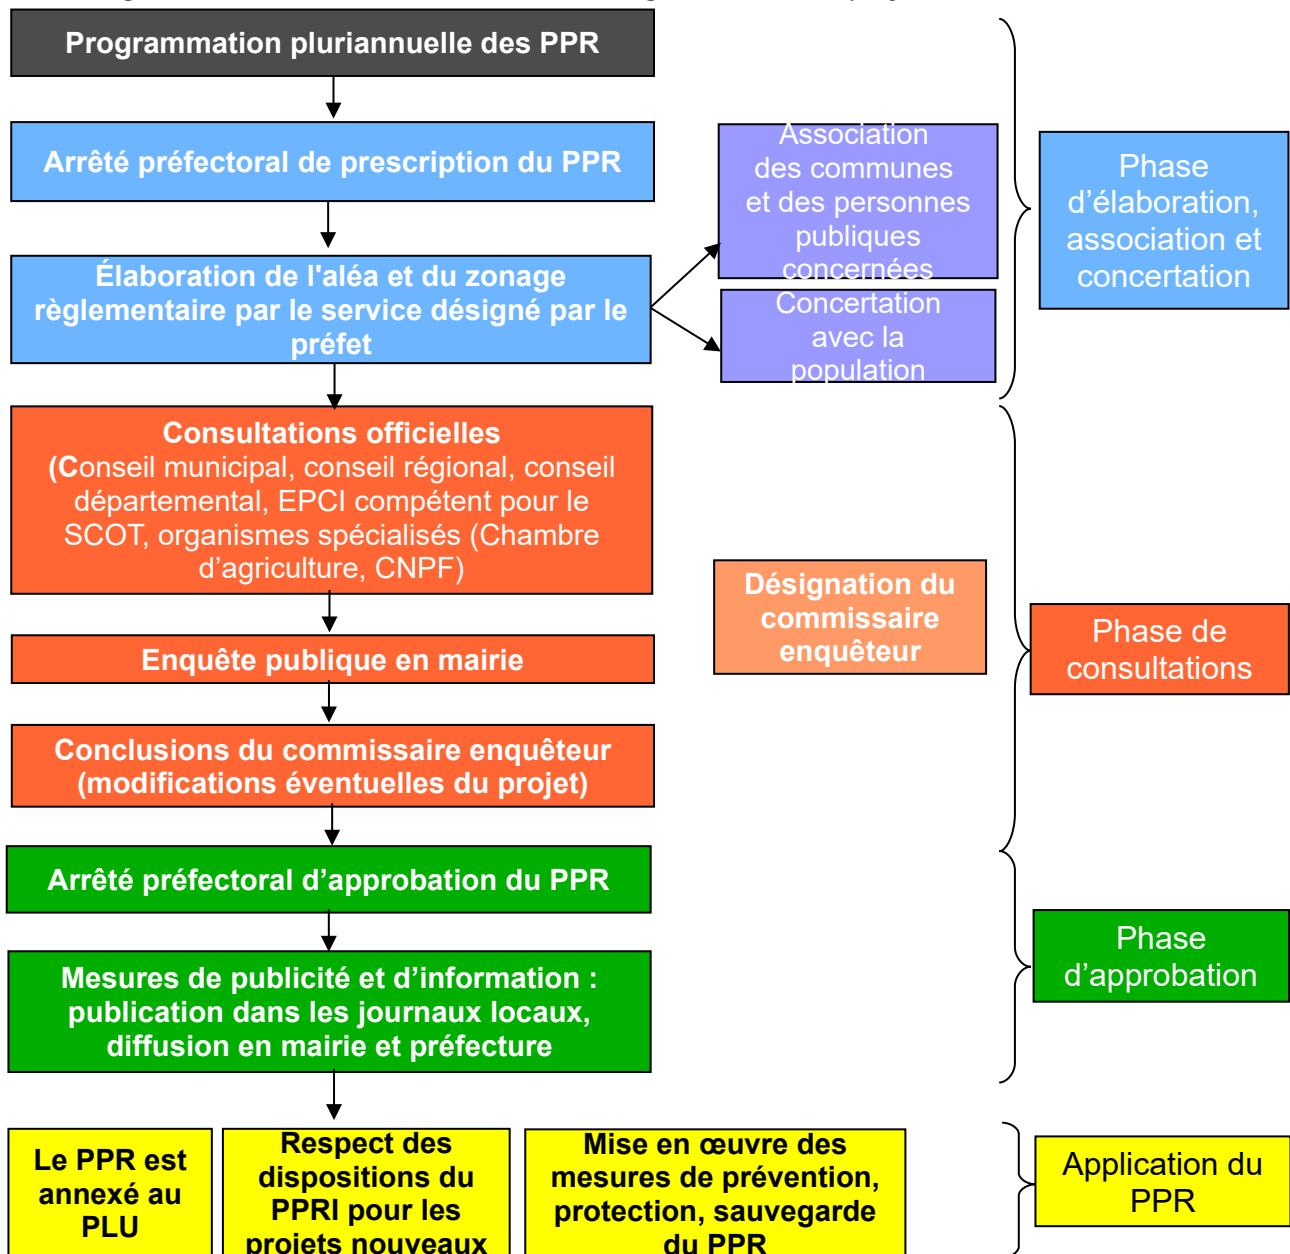 Programmation pluriannuelle des PPR
Arrêté préfectoral de prescription du PPR
Élaboration de l'aléa et du zonage
règlementaire par le service désigné par le
préfet
Association
des communes
et des personnes
publiques
concernées
Concertation
avec la
population
Phase
d’élaboration,
association et
concertation
Consultations officielles
(Conseil municipal, conseil régional, conseil
départemental, EPCI compétent pour le
SCOT, organismes spécialisés (Chambre
d’agriculture, CNPF)
Désignation du
commissaire
enquêteur
Enquête publique en mairie
Conclusions du commissaire enquêteur
(modifications éventuelles du projet)
Phase de
consultations
Arrêté préfectoral d’approbation du PPR
Mesures de publicité et d’information :
publication dans les journaux locaux,
diffusion en mairie et préfecture
Phase
d’approbation
Le PPR est
annexé au
PLU
Respect des
dispositions du
PPRI pour les
projets nouveaux
Mise en œuvre des
mesures de prévention,
protection, sauvegarde
du PPR
Application du
PPR